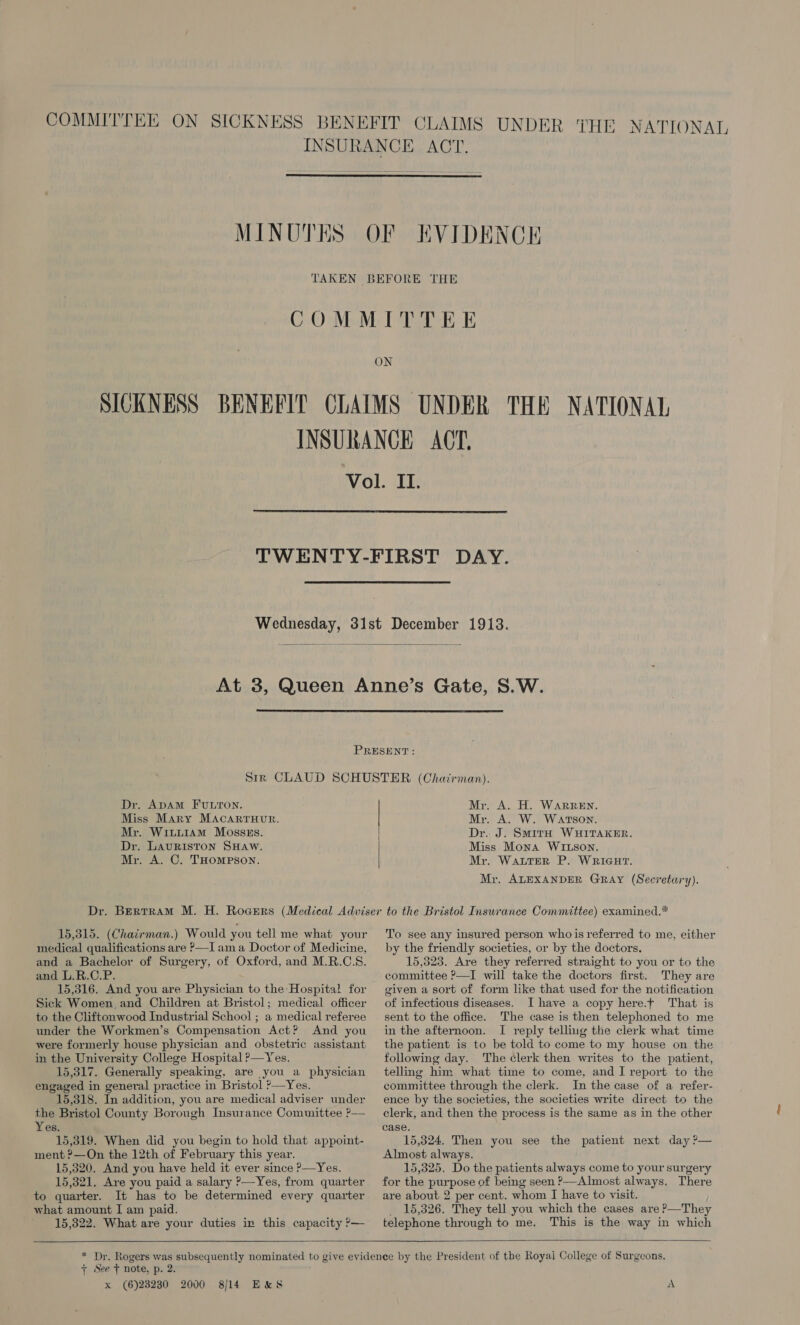 COMMITTEE ON SICKNESS BENEFIT CLAIMS UNDER THE NATIONAL
INSURANCE ACT.
MINUTES OF EVIDENCE
TAKEN BEFORE THE
COMMITTEE
ON
SICKNESS BENEFIT CLAIMS UNDER THE NATIONAL
INSURANCE ACT.
Vol. II.
TWENTY-FIRST DAY.
Wednesday, 31st December 1913.
At 3, Queen Anne's Gate, S.W.
PRESENT:
SIR CLAUD SCHUSTER (Chairman).
Dr. ADAM FULTON.
Miss MARY MACARTHUR.
Mr. WILLIAM MOSSES.
Dr. LAURISTON SHAW.
Mr. A. C. THOMPSON.
Mr. A. H. WARREN.
Mr. A. W. WATSON.
Dr. J. SMITH WHITAKER.
Miss MONA WILSON.
Mr. WALTER P. WRIGHT.
Mr. ALEXANDER GRAY (Secretary).
Dr. BERTRAM M. H. ROGERS (Medical Adviser to the Bristol Insurance Committee) examined.*
15,315. (Chairman.) Would you tell me what your
medical qualifications are?—I am a Doctor of Medicine,
and a Bachelor of Surgery, of Oxford, and M.R.C.S.
and L.R.C.P.
15,316. And you are Physician to the Hospital for
Sick Women and Children at Bristol; medical officer
to the Cliftonwood Industrial School; a medical referee
under the Workmen's Compensation Act? And you
were formerly house physician and obstetric assistant
in the University College Hospital?—Yes.
15,317. Generally speaking, are you a physician
engaged in general practice in Bristol?—Yes.
15,318. In addition, you are medical adviser under
the Bristol County Borough Insurance Committee?—
Yes.
15,319. When did you begin to hold that appoint-
ment?—On the 12th of February this year.
15,320. And you have held it ever since?—Yes.
15,321. Are you paid a salary?—Yes, from quarter
to quarter. It has to be determined every quarter
what amount I am paid.
15,322. What are your duties in this capacity?—
To see any insured person who is referred to me, either
by the friendly societies, or by the doctors.
15,323. Are they referred straight to you or to the
committee?—I will take the doctors first. They are
given a sort of form like that used for the notification
of infectious diseases. I have a copy here.† That is
sent to the office. The case is then telephoned to me
in the afternoon. I reply telling the clerk what time
the patient is to be told to come to my house on the
following day. The clerk then writes to the patient,
telling him what time to come, and I report to the
committee through the clerk. In the case of a refer-
ence by the societies, the societies write direct to the
clerk, and then the process is the same as in the other
case.
15,324. Then you see the patient next day?—
Almost always.
15,325. Do the patients always come to your surgery
for the purpose of being seen?—Almost always. There
are about 2 per cent. whom I have to visit.
15,326. They tell you which the cases are?—They
telephone through to me. This is the way in which
* Dr. Rogers was subsequently nominated to give evidence by the President of the Royal College of Surgeons.
† See † note, p. 2.
x (6)23230 2000 8/14 E & S
A